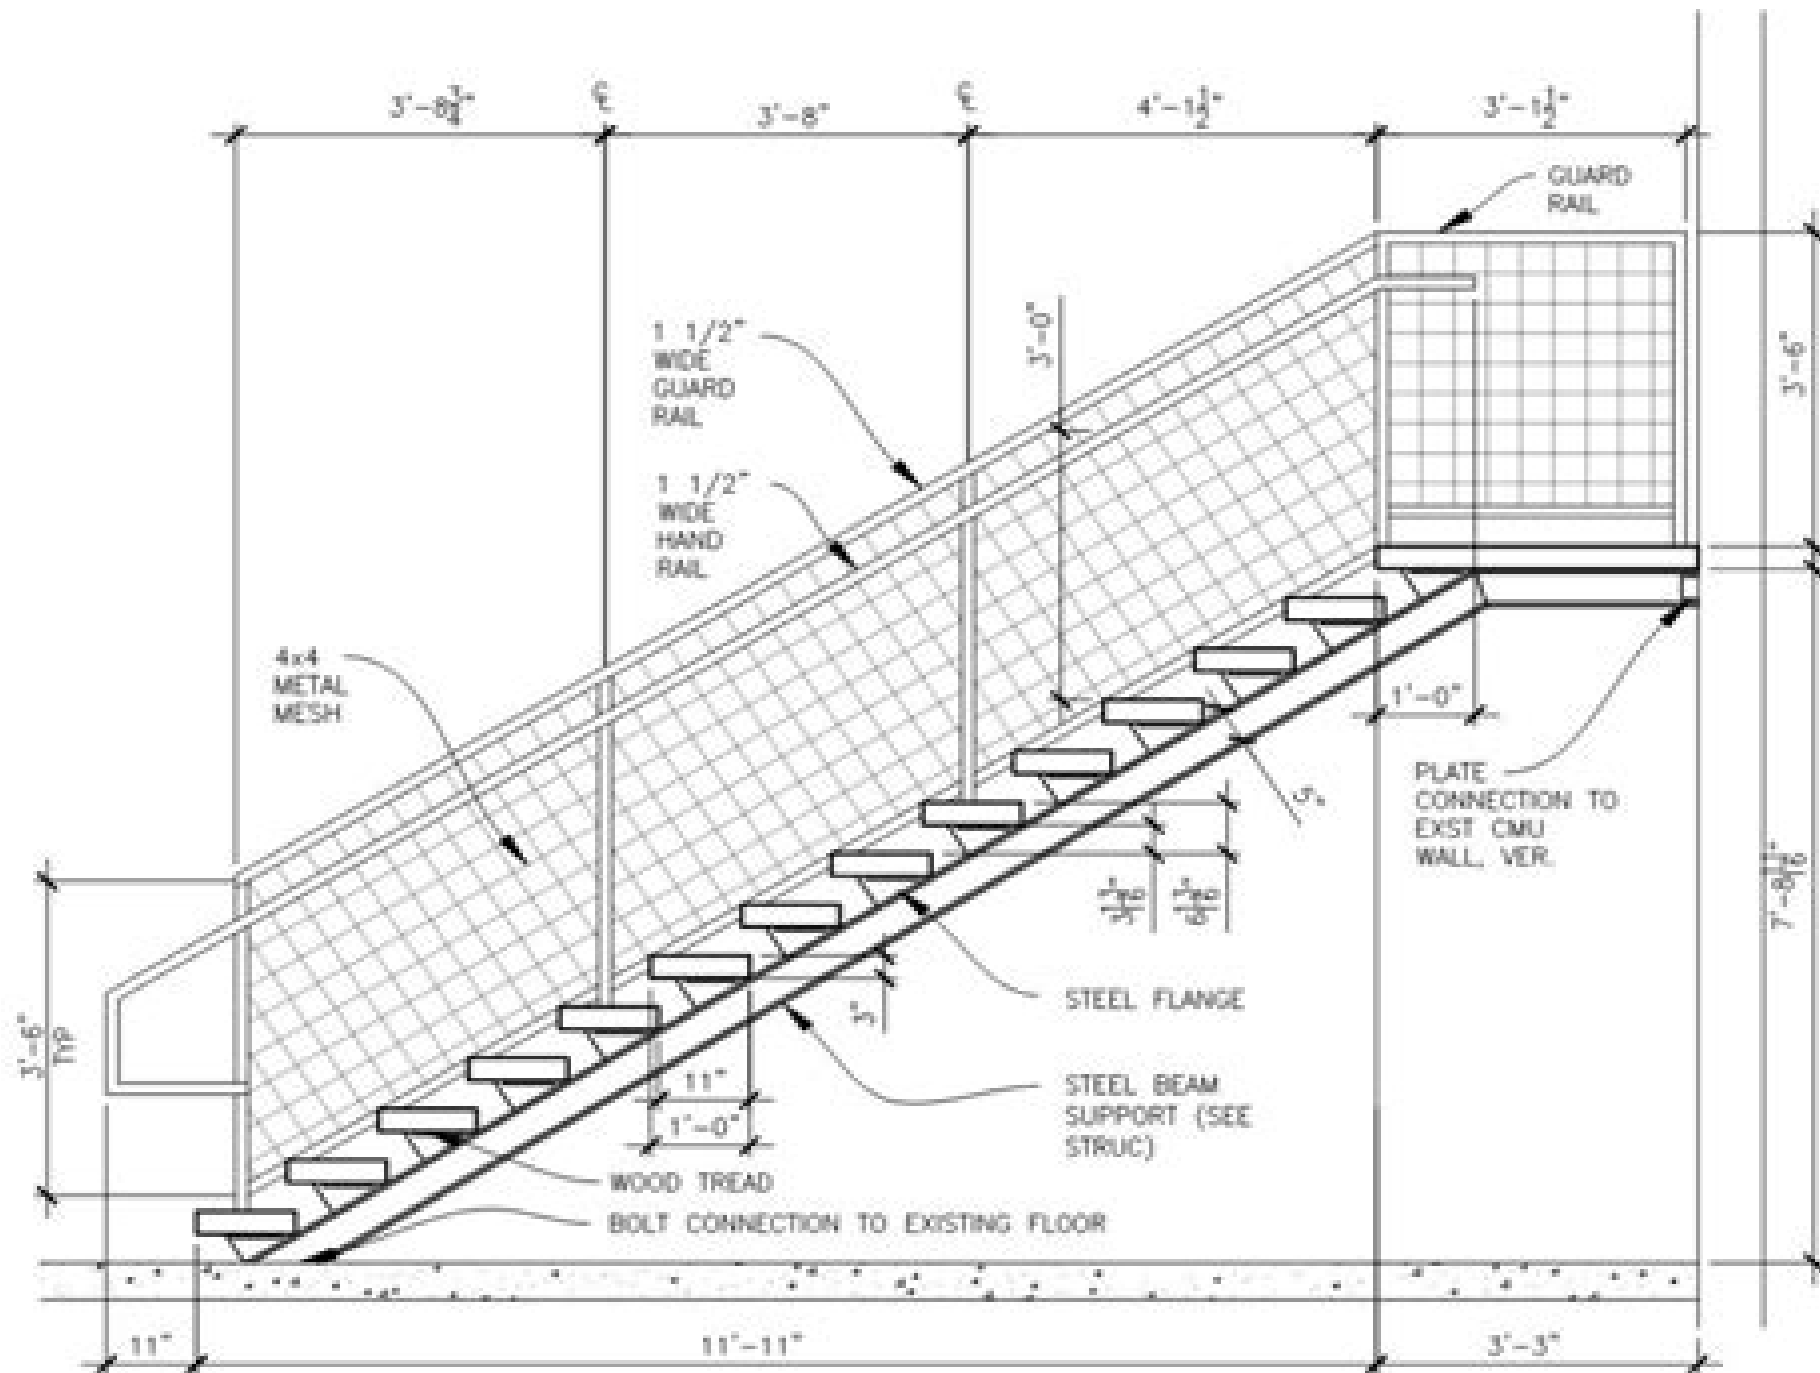 3'-8 3/4"
3'-8"
4'-1 1/2"
3'-1 1/2"
GUARD
RAIL
1 1/2"
WIDE
GUARD
RAIL
3'-0"
3'-6"
1 1/2"
WIDE
HAND
RAIL
4x4
METAL
MESH
1'-0"
PLATE
CONNECTION TO
EXST CMU
WALL, VER.
STEEL FLANGE
3"
3'-6"
TYP
11"
1'-0"
STEEL BEAM
SUPPORT (SEE
STRUC)
WOOD TREAD
BOLT CONNECTION TO EXISTING FLOOR
11"
11'-11"
3'-3"